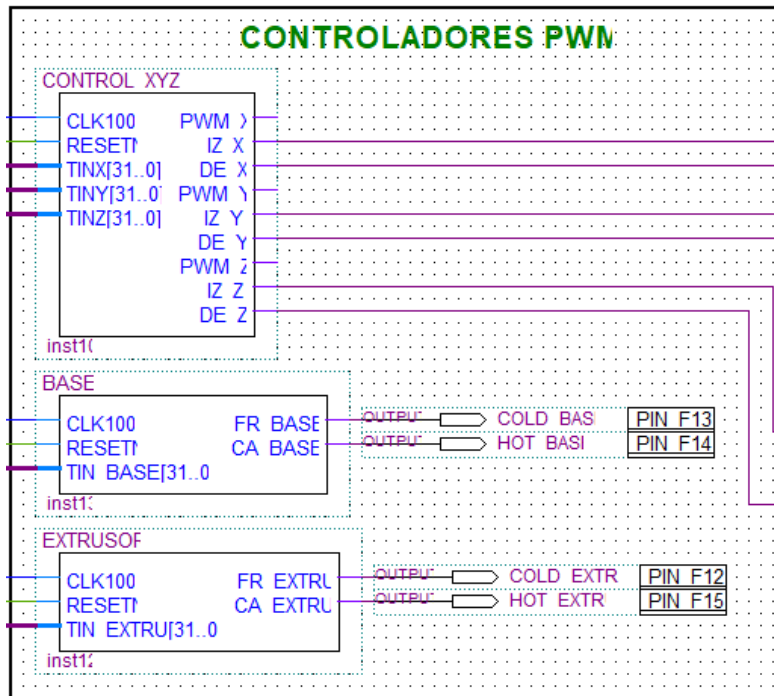 CONTROLADORES PWM
CONTROL XYZ
CLK100 PWM X
RESETN IZ X
TINX[31..0] DE X
TINY[31..0] PWM Y
TINZ[31..0] IZ Y
DE Y
PWM Z
IZ Z
DE Z
BASE
CLK100 FR BASE OUTPUT COLD BAS PIN F13
RESETN CA BASE OUTPUT HOT BAS PIN F14
TIN BASE[31..0
EXTRUSOR
CLK100 FR EXTRU OUTPUT COLD EXTR PIN F12
RESETN CA EXTRU OUTPUT HOT EXTR PIN F15
TIN EXTRU[31..0